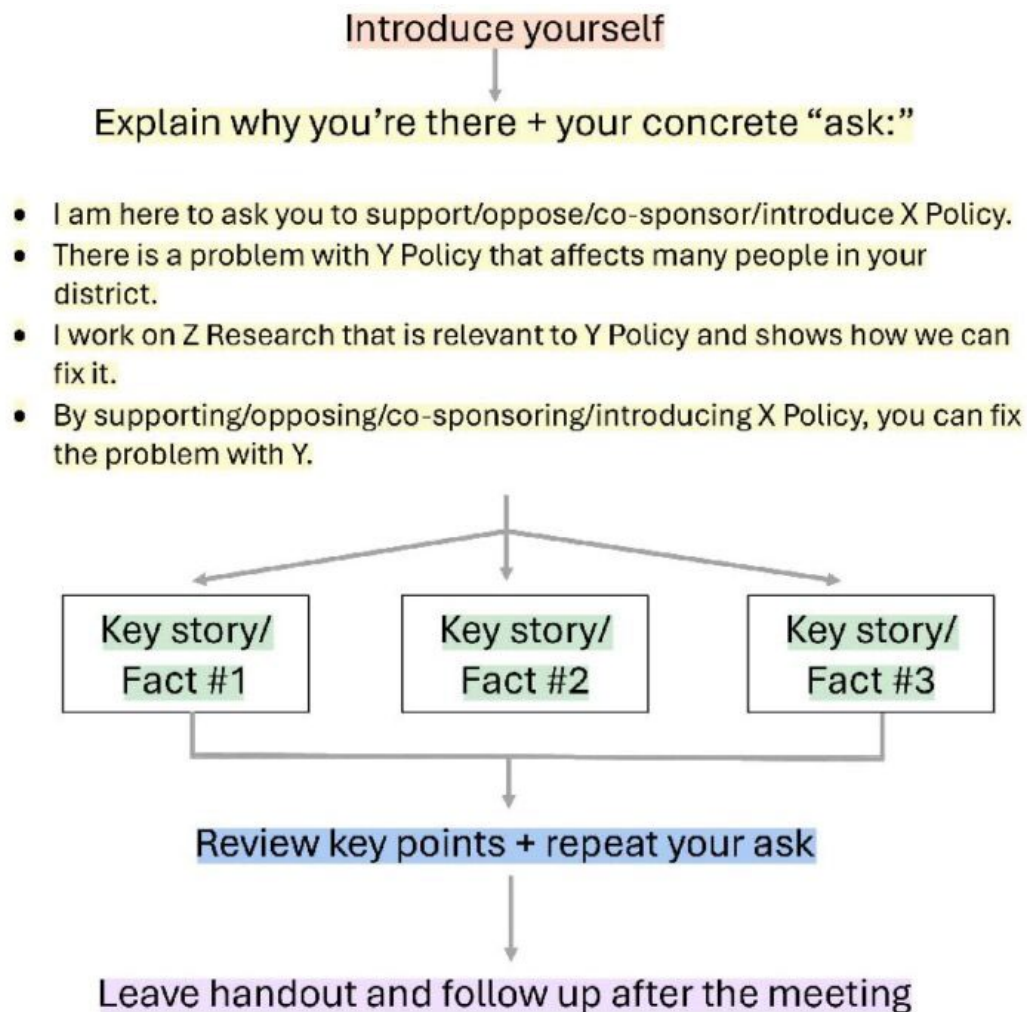 Introduce yourself
Explain why you’re there + your concrete “ask:”
• I am here to ask you to support/oppose/co-sponsor/introduce X Policy.
• There is a problem with Y Policy that affects many people in your
district.
• I work on Z Research that is relevant to Y Policy and shows how we can
fix it.
• By supporting/opposing/co-sponsoring/introducing X Policy, you can fix
the problem with Y.
Key story/
Fact #1
Key story/
Fact #2
Key story/
Fact #3
Review key points + repeat your ask
Leave handout and follow up after the meeting